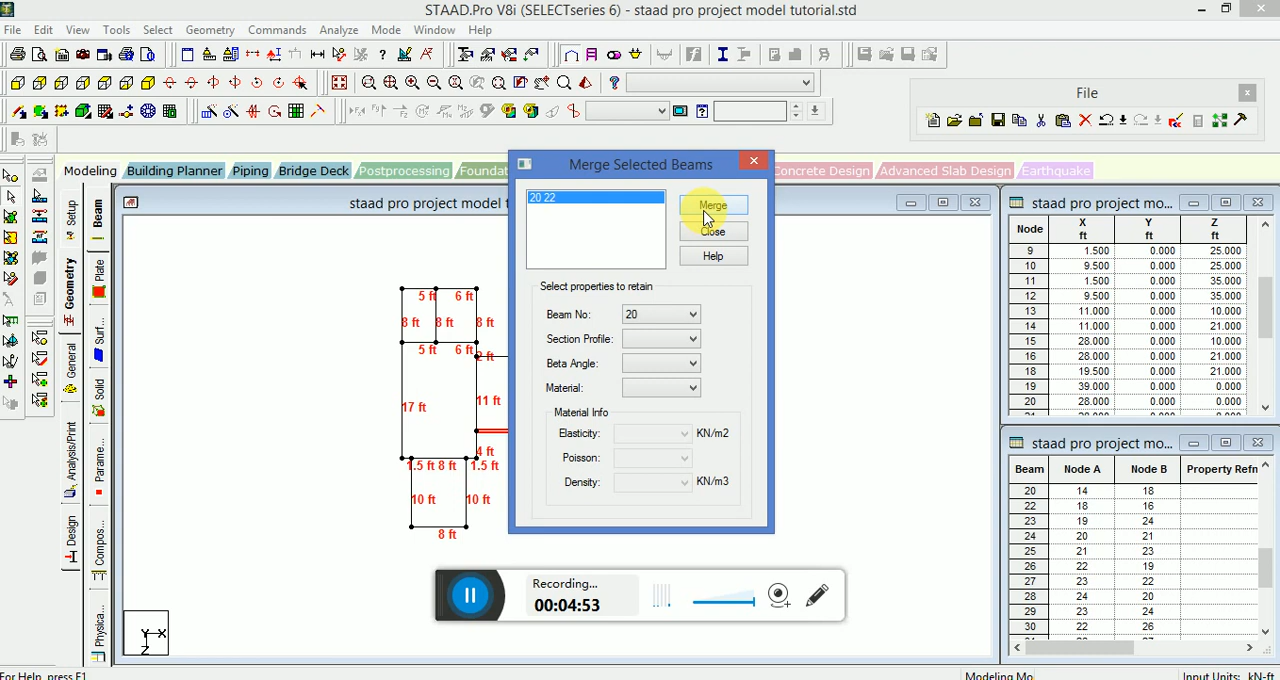 STAAD.Pro V8i (SELECTseries 6) - staad pro project model tutorial.std
File Edit View Tools Select Geometry Commands Analyze Mode Window Help
File
Modeling Building Planner Piping Bridge Deck Postprocessing Foundat
Concrete Design Advanced Slab Design Earthquake
Setup
Geometry
General
Analysis/Print
Design
Beam
Plate
Surf...
Solid
Parame...
Compos...
Physica...
staad pro project model t
5 ft 6 ft
8 ft 8 ft 8 ft
5 ft 6 ft
2 ft
17 ft
11 ft
4 ft
1.5 ft 8 ft 1.5 ft
10 ft 10 ft
8 ft
Y X
Z
Merge Selected Beams
20 22
Merge
Close
Help
Select properties to retain
Beam No: 20
Section Profile:
Beta Angle:
Material:
Material Info
Elasticity: KN/m2
Poisson:
Density: KN/m3
Recording...
00:04:53
staad pro project mo...
Node X ft Y ft Z ft
9 1.500 0.000 25.000
10 9.500 0.000 25.000
11 1.500 0.000 35.000
12 9.500 0.000 35.000
13 11.000 0.000 10.000
14 11.000 0.000 21.000
15 28.000 0.000 10.000
16 28.000 0.000 21.000
18 19.500 0.000 21.000
19 39.000 0.000 0.000
20 28.000 0.000 0.000
staad pro project mo...
Beam Node A Node B Property Refn
20 14 18
22 18 16
23 19 24
24 20 21
25 21 23
26 22 19
27 23 22
28 24 20
29 23 24
30 22 26
For Help, press F1
Modeling Mo
Input Units: kN-ft